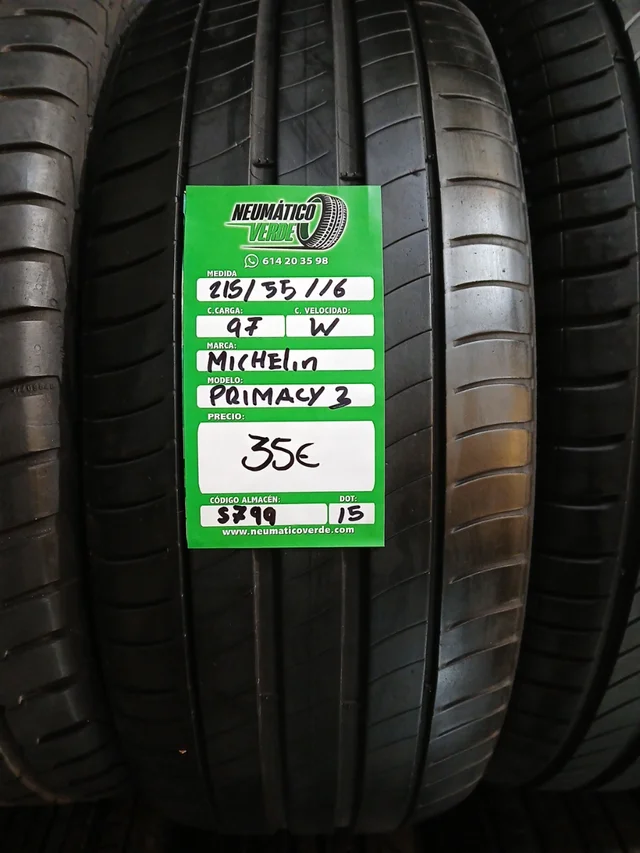 NEUMÁTICO
VERDE
614 20 35 98
MEDIDA
215/55/16
C.CARGA: C. VELOCIDAD:
97 W
MARCA:
MICHELin
MODELO:
PRIMACY 3
PRECIO:
35€
CÓDIGO ALMACÉN: DOT:
S799 15
www.neumaticoverde.com